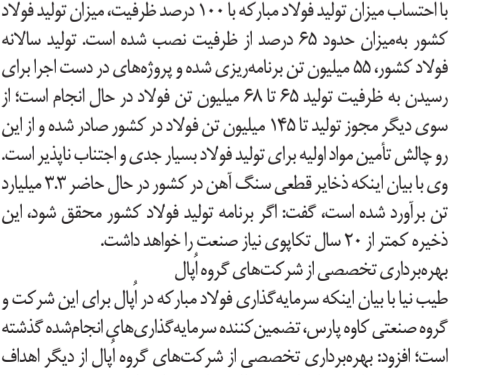 با احتساب میزان تولید فولاد مبارکه با ۱۰۰ درصد ظرفیت، میزان تولید فولاد
کشور به‌میزان حدود ۶۵ درصد از ظرفیت نصب شده است. تولید سالانه
فولاد کشور، ۵۵ میلیون تن برنامه‌ریزی شده و پروژه‌های در دست اجرا برای
رسیدن به ظرفیت تولید ۶۵ تا ۶۸ میلیون تن فولاد در حال انجام است؛ از
سوی دیگر مجوز تولید تا ۱۴۵ میلیون تن فولاد در کشور صادر شده و از این
رو چالش تأمین مواد اولیه برای تولید فولاد بسیار جدی و اجتناب ناپذیر است.
وی با بیان اینکه ذخایر قطعی سنگ آهن در کشور در حال حاضر ۳.۳ میلیارد
تن برآورد شده است، گفت: اگر برنامه تولید فولاد کشور محقق شود، این
ذخیره کمتر از ۲۰ سال تکاپوی نیاز صنعت را خواهد داشت.
بهره‌برداری تخصصی از شرکت‌های گروه اُپال
طیب نیا با بیان اینکه سرمایه‌گذاری فولاد مبارکه در اُپال برای این شرکت و
گروه صنعتی کاوه پارس، تضمین‌کننده سرمایه‌گذاری‌های انجام‌شده گذشته
است؛ افزود: بهره‌برداری تخصصی از شرکت‌های گروه اُپال از دیگر اهداف